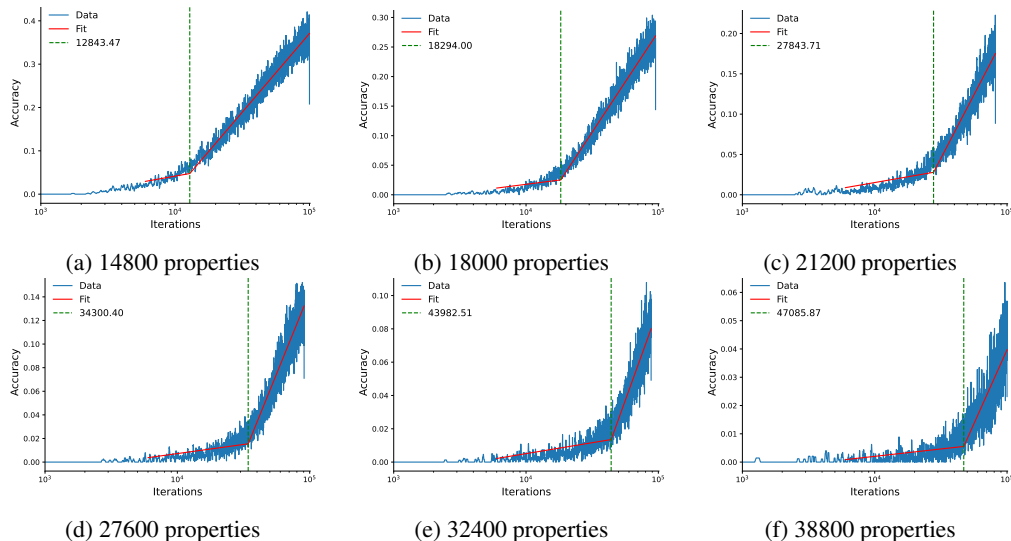 Data
Fit
12843.47
0.4
0.3
0.2
0.1
0.0
Accuracy
10³
10⁴
10⁵
Iterations
(a) 14800 properties
Data
Fit
18294.00
0.30
0.25
0.20
0.15
0.10
0.05
0.00
Accuracy
10³
10⁴
10⁵
Iterations
(b) 18000 properties
Data
Fit
27843.71
0.20
0.15
0.10
0.05
0.00
Accuracy
10³
10⁴
10⁵
Iterations
(c) 21200 properties
Data
Fit
34300.40
0.14
0.12
0.10
0.08
0.06
0.04
0.02
0.00
Accuracy
10³
10⁴
10⁵
Iterations
(d) 27600 properties
Data
Fit
43982.51
0.10
0.08
0.06
0.04
0.02
0.00
Accuracy
10³
10⁴
10⁵
Iterations
(e) 32400 properties
Data
Fit
47085.87
0.06
0.05
0.04
0.03
0.01
0.00
Accuracy
10³
10⁴
10⁵
Iterations
(f) 38800 properties